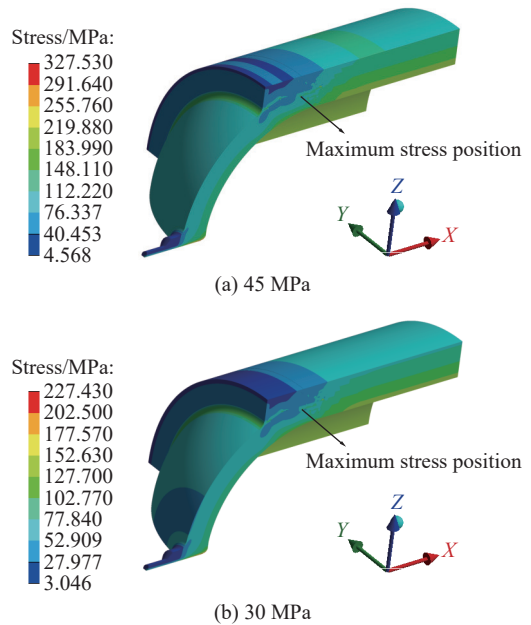 Stress/MPa:
327.530
291.640
255.760
219.880
183.990
148.110
112.220
76.337
40.453
4.568
Maximum stress position
Z
Y
X
(a) 45 MPa
Stress/MPa:
227.430
202.500
177.570
152.630
127.700
102.770
77.840
52.909
27.977
3.046
Maximum stress position
Z
Y
X
(b) 30 MPa